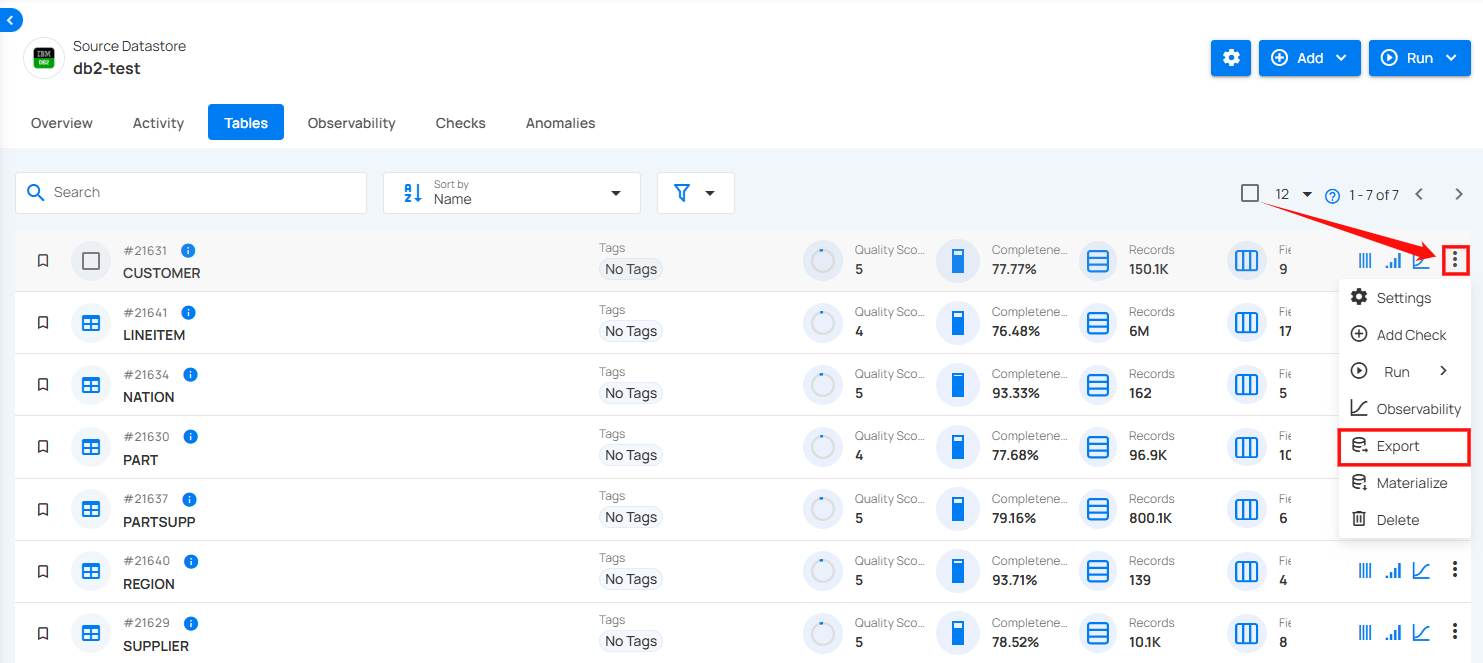 Source Datastore
IBM
DB2
db2-test
Add
Run
Overview
Activity
Tables
Observability
Checks
Anomalies
Search
Sort by
Name
12
1 - 7 of 7
#21631
CUSTOMER
Tags
No Tags
Quality Sco...
5
Completene...
77.77%
Records
150.1K
Fie
9
#21641
LINEITEM
Tags
No Tags
Quality Sco...
4
Completene...
76.48%
Records
6M
Fie
17
#21634
NATION
Tags
No Tags
Quality Sco...
5
Completene...
93.33%
Records
162
Fie
5
#21630
PART
Tags
No Tags
Quality Sco...
4
Completene...
77.68%
Records
96.9K
Fie
10
#21637
PARTSUPP
Tags
No Tags
Quality Sco...
5
Completene...
79.16%
Records
800.1K
Fie
6
#21640
REGION
Tags
No Tags
Quality Sco...
5
Completene...
93.71%
Records
139
Fie
4
#21629
SUPPLIER
Tags
No Tags
Quality Sco...
5
Completene...
78.52%
Records
10.1K
Fie
8
Settings
Add Check
Run
Observability
Export
Materialize
Delete